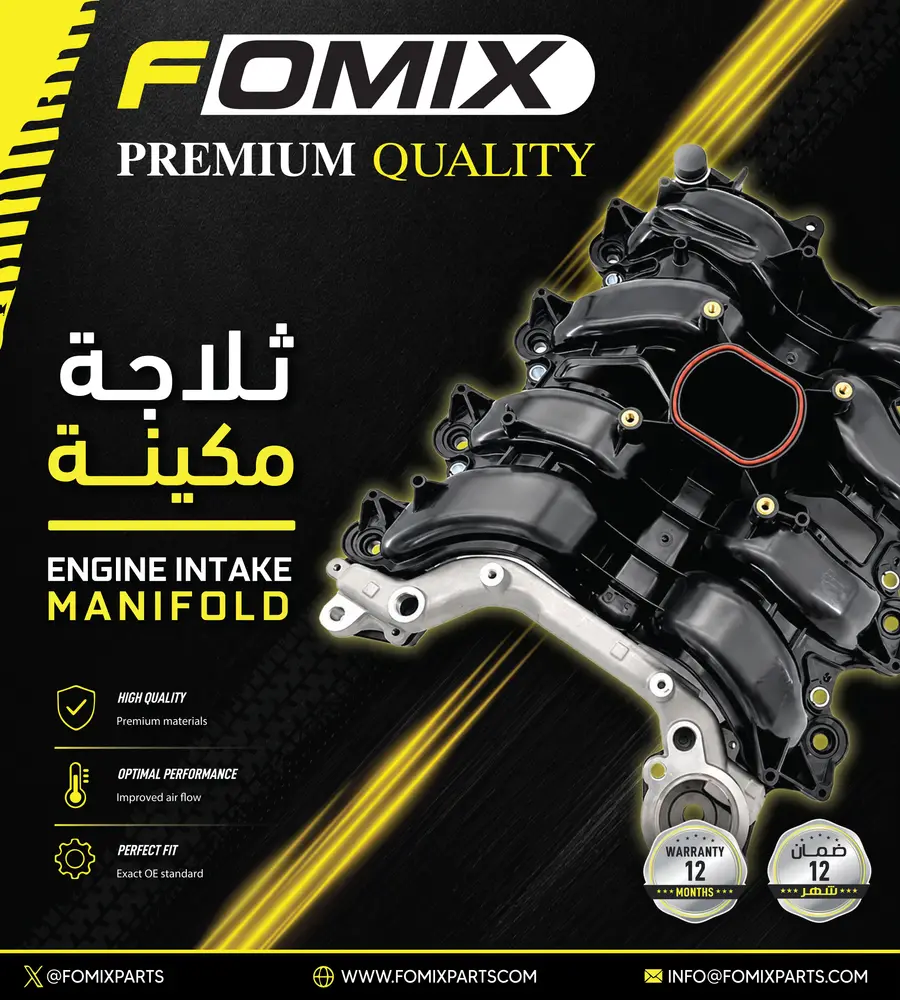 FOMIX
PREMIUM QUALITY
ثلاجة
مكينـــة
ENGINE INTAKE
MANIFOLD
HIGH QUALITY
Premium materials
OPTIMAL PERFORMANCE
Improved air flow
PERFECT FIT
Exact OE standard
WARRANTY
12
MONTHS
ضمان
12
شهر
@FOMIXPARTS
WWW.FOMIXPARTSCOM
INFO@FOMIXPARTS.COM